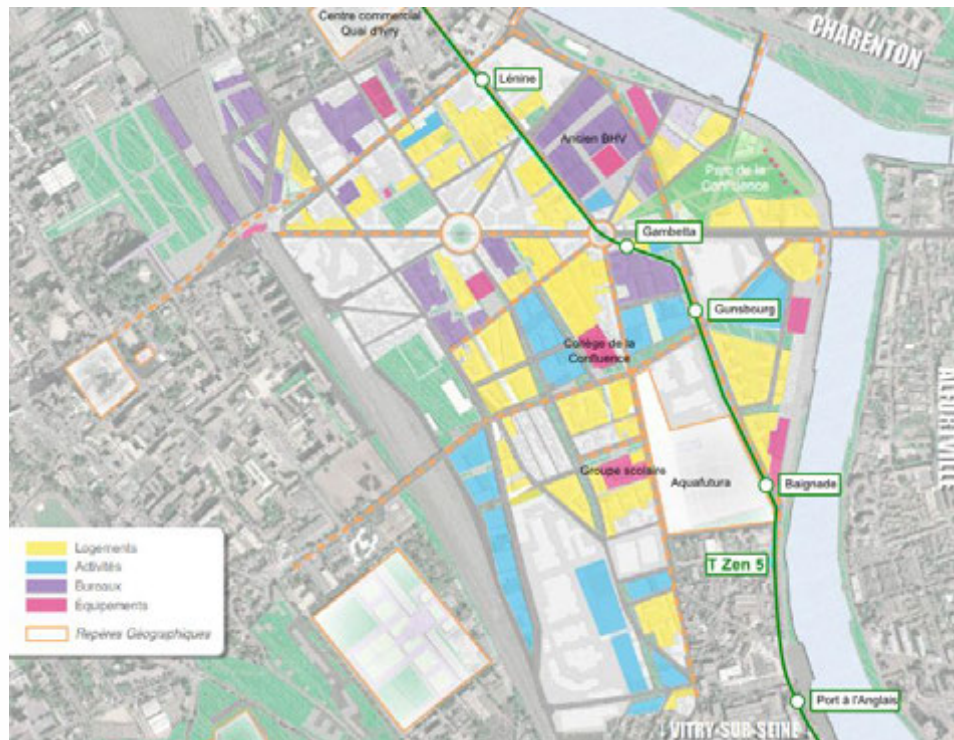 Centre commercial
Quai d'Ivry
CHARENTON
Lénine
Ancien BHV
Parc de la
Confluence
Gambetta
Gunsbourg
Collège de la
Confluence
ALFORTVILLE
Groupe scolaire
Aquafutura
Baignade
Logements
Activités
Bureaux
Equipements
Repères Géographiques
T Zen 5
Port à l'Anglais
VITRY-SUR-SEINE